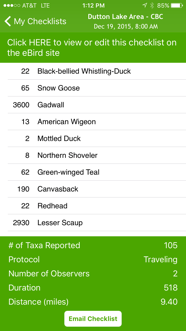 AT&T LTE 1:12 PM 85%
My Checklists
Dutton Lake Area - CBC
Dec 19, 2015, 8:00 AM
Click HERE to view or edit this checklist on
the eBird site
22 Black-bellied Whistling-Duck
65 Snow Goose
3600 Gadwall
13 American Wigeon
2 Mottled Duck
8 Northern Shoveler
62 Green-winged Teal
190 Canvasback
22 Redhead
2930 Lesser Scaup
# of Taxa Reported 105
Protocol Traveling
Number of Observers 2
Duration 518
Distance (miles) 9.40
Email Checklist